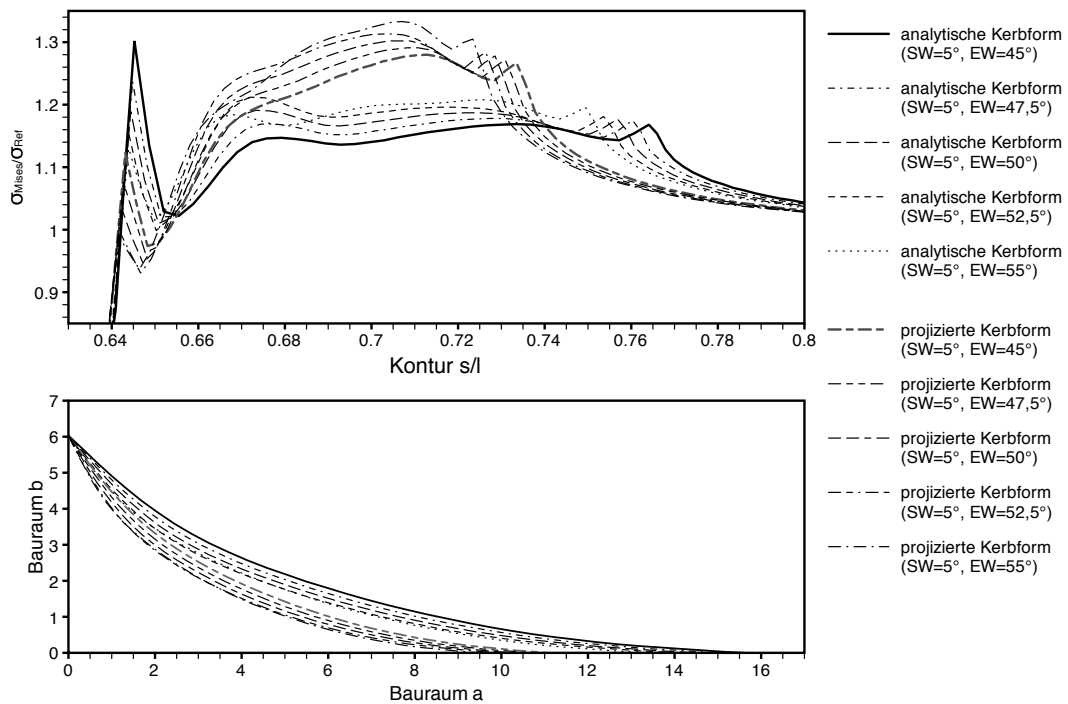 1.3
1.2
1.1
1
0.9
σMises/σRef
0.64 0.66 0.68 0.7 0.72 0.74 0.76 0.78 0.8
Kontur s/l
7
6
5
4
3
2
1
0
Bauraum b
0 2 4 6 8 10 12 14 16
Bauraum a
analytische Kerbform
(SW=5°, EW=45°)
analytische Kerbform
(SW=5°, EW=47,5°)
analytische Kerbform
(SW=5°, EW=50°)
analytische Kerbform
(SW=5°, EW=52,5°)
analytische Kerbform
(SW=5°, EW=55°)
projizierte Kerbform
(SW=5°, EW=45°)
projizierte Kerbform
(SW=5°, EW=47,5°)
projizierte Kerbform
(SW=5°, EW=50°)
projizierte Kerbform
(SW=5°, EW=52,5°)
projizierte Kerbform
(SW=5°, EW=55°)